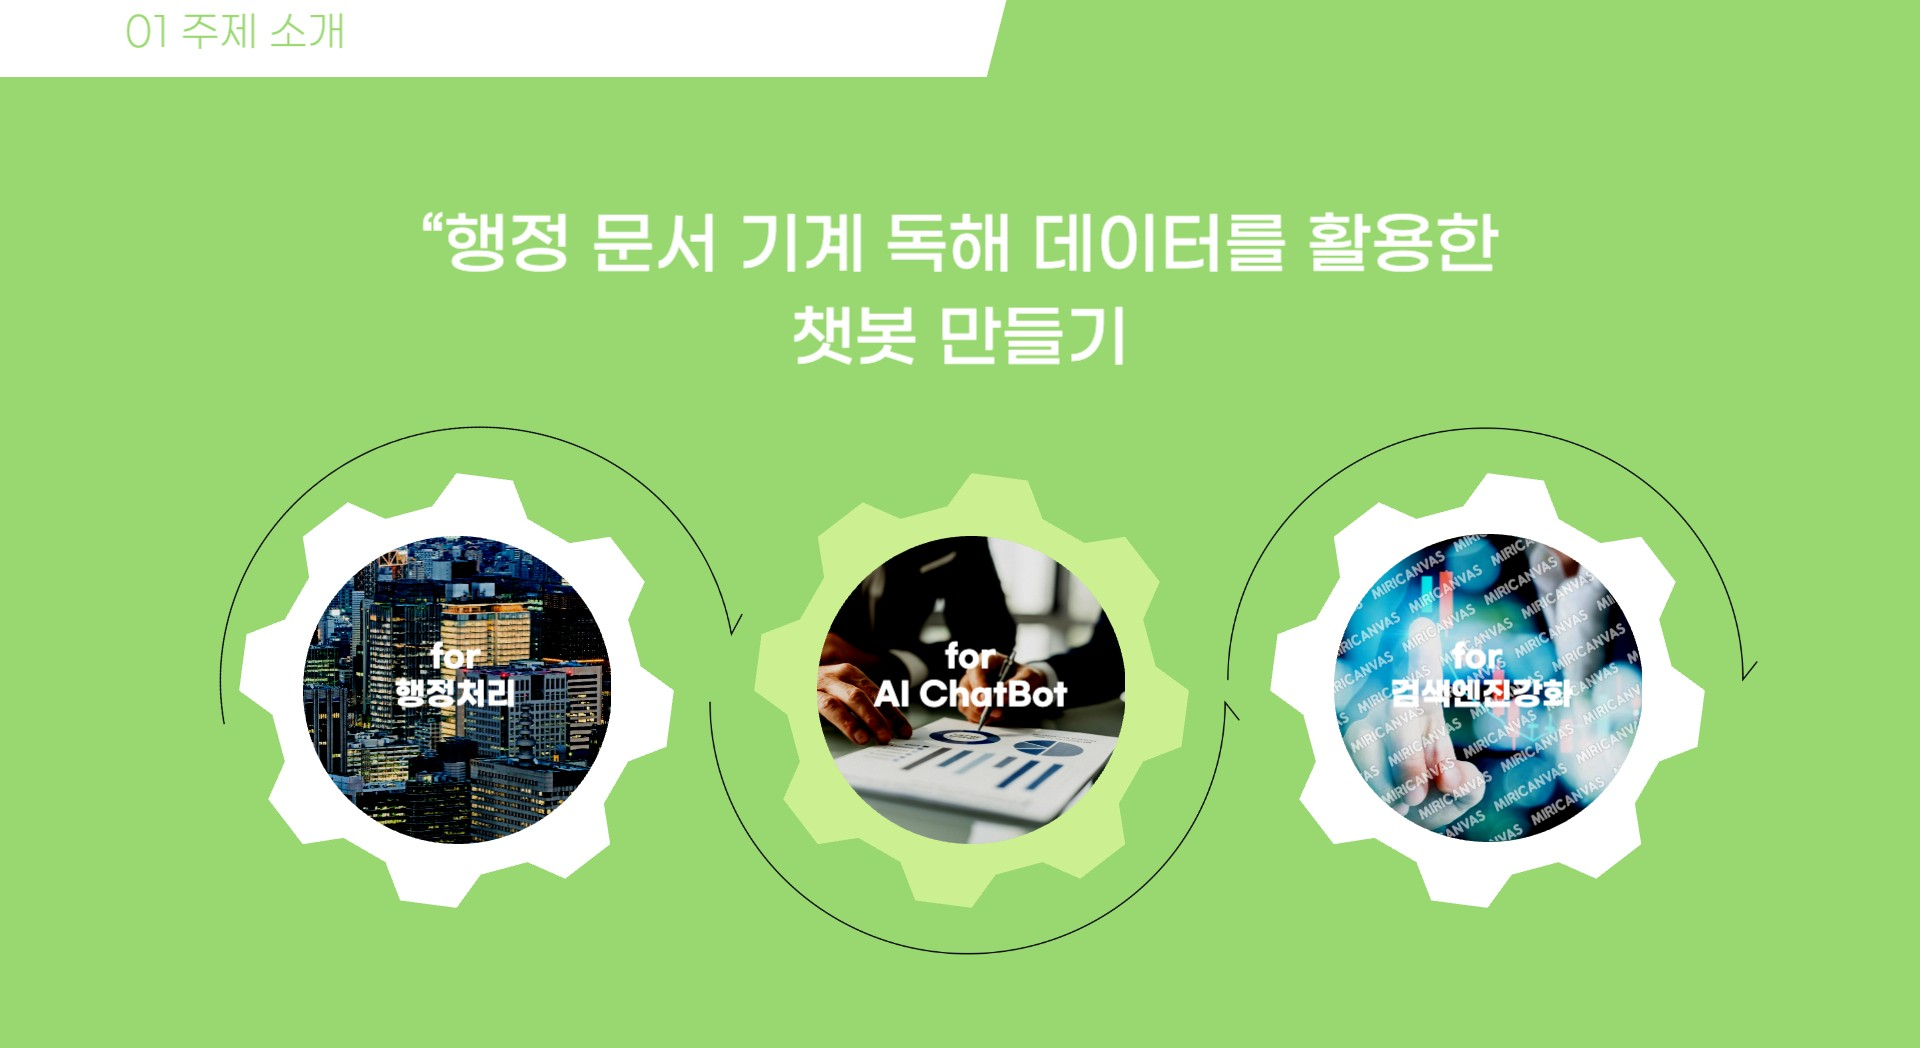 01 주제 소개
“행정 문서 기계 독해 데이터를 활용한
챗봇 만들기
for
행정처리
for
AI ChatBot
for
검색엔진강화
MIRICANVAS